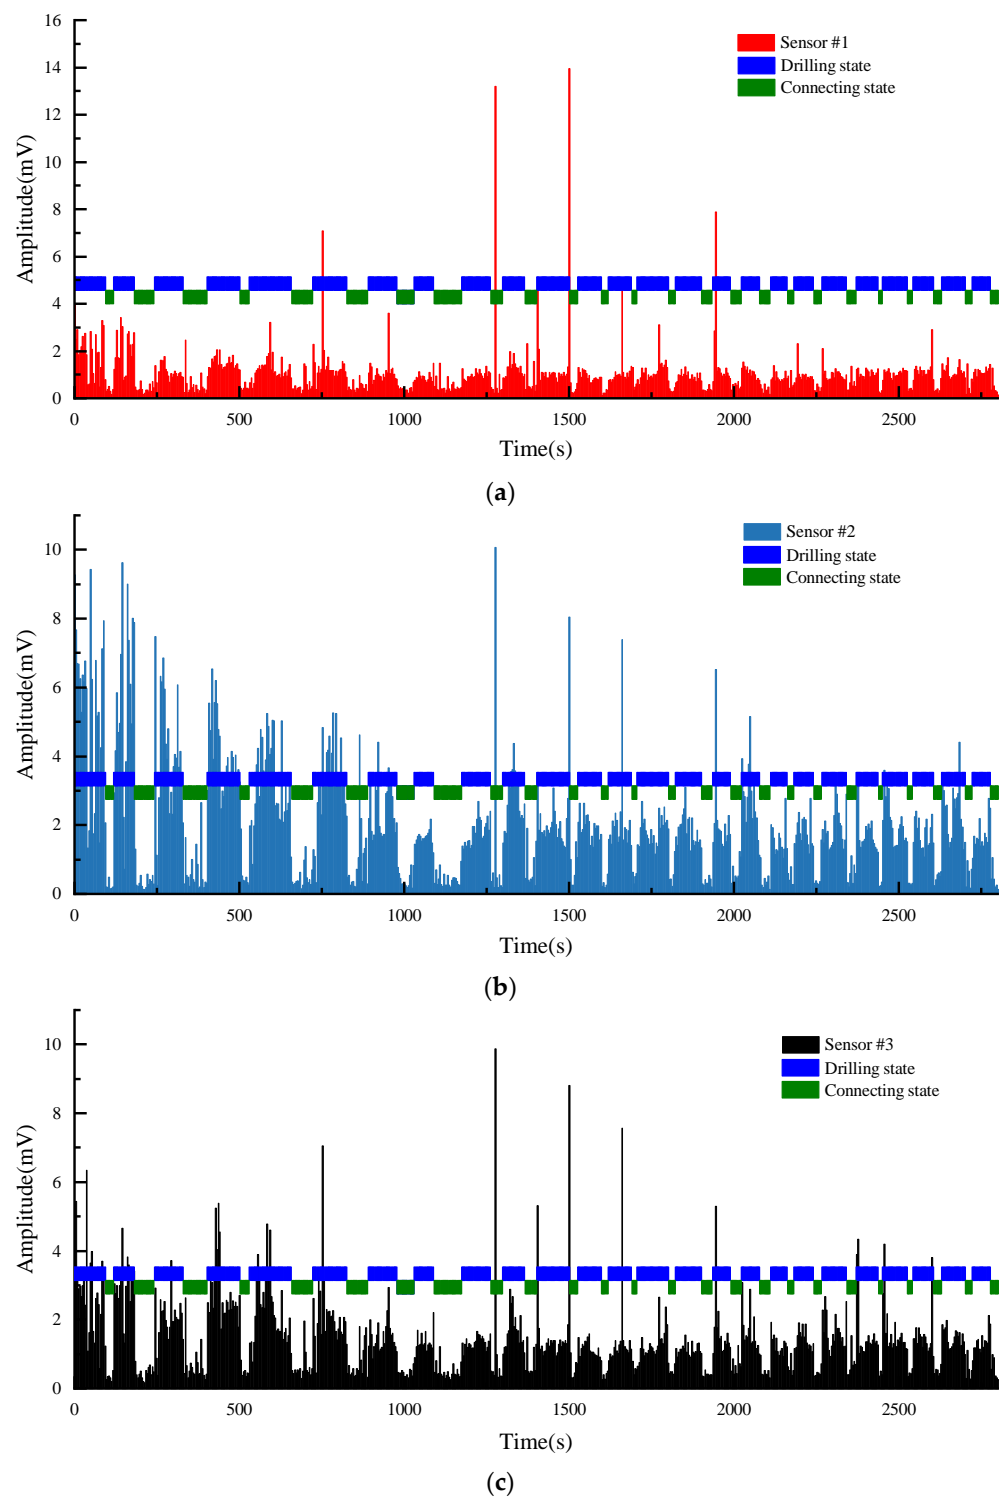 16
14
12
10
8
6
4
2
0
Amplitude(mV)
Sensor #1
Drilling state
Connecting state
0 500 1000 1500 2000 2500
Time(s)
(a)
10
8
6
4
2
0
Amplitude(mV)
Sensor #2
Drilling state
Connecting state
0 500 1000 1500 2000 2500
Time(s)
(b)
10
8
6
4
2
0
Amplitude(mV)
Sensor #3
Drilling state
Connecting state
0 500 1000 1500 2000 2500
Time(s)
(c)